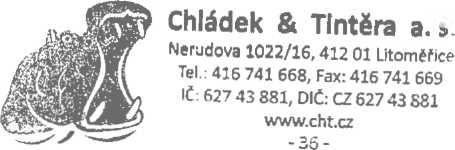 Chládek & Tintěra a. s.
Nerudova 1022/16, 412 01 Litoměřice
Tel.: 416 741 668, Fax: 416 741 669
IČ: 627 43 881, DIČ: CZ 627 43 881
www.cht.cz
- 36 -